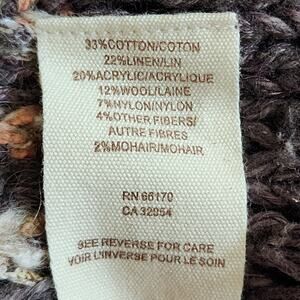 33%COTTON/COTON
22%LINEN/LIN
20%ACRYLIC/ACRYLIQUE
12%WOOL/LAINE
7%NYLON/NYLON
4%OTHER FIBERS/
AUTRE FIBRES
2%MOHAIR/MOHAIR
RN 66170
CA 32054
SEE REVERSE FOR CARE
VOIR L'INVERSE POUR LE SOIN